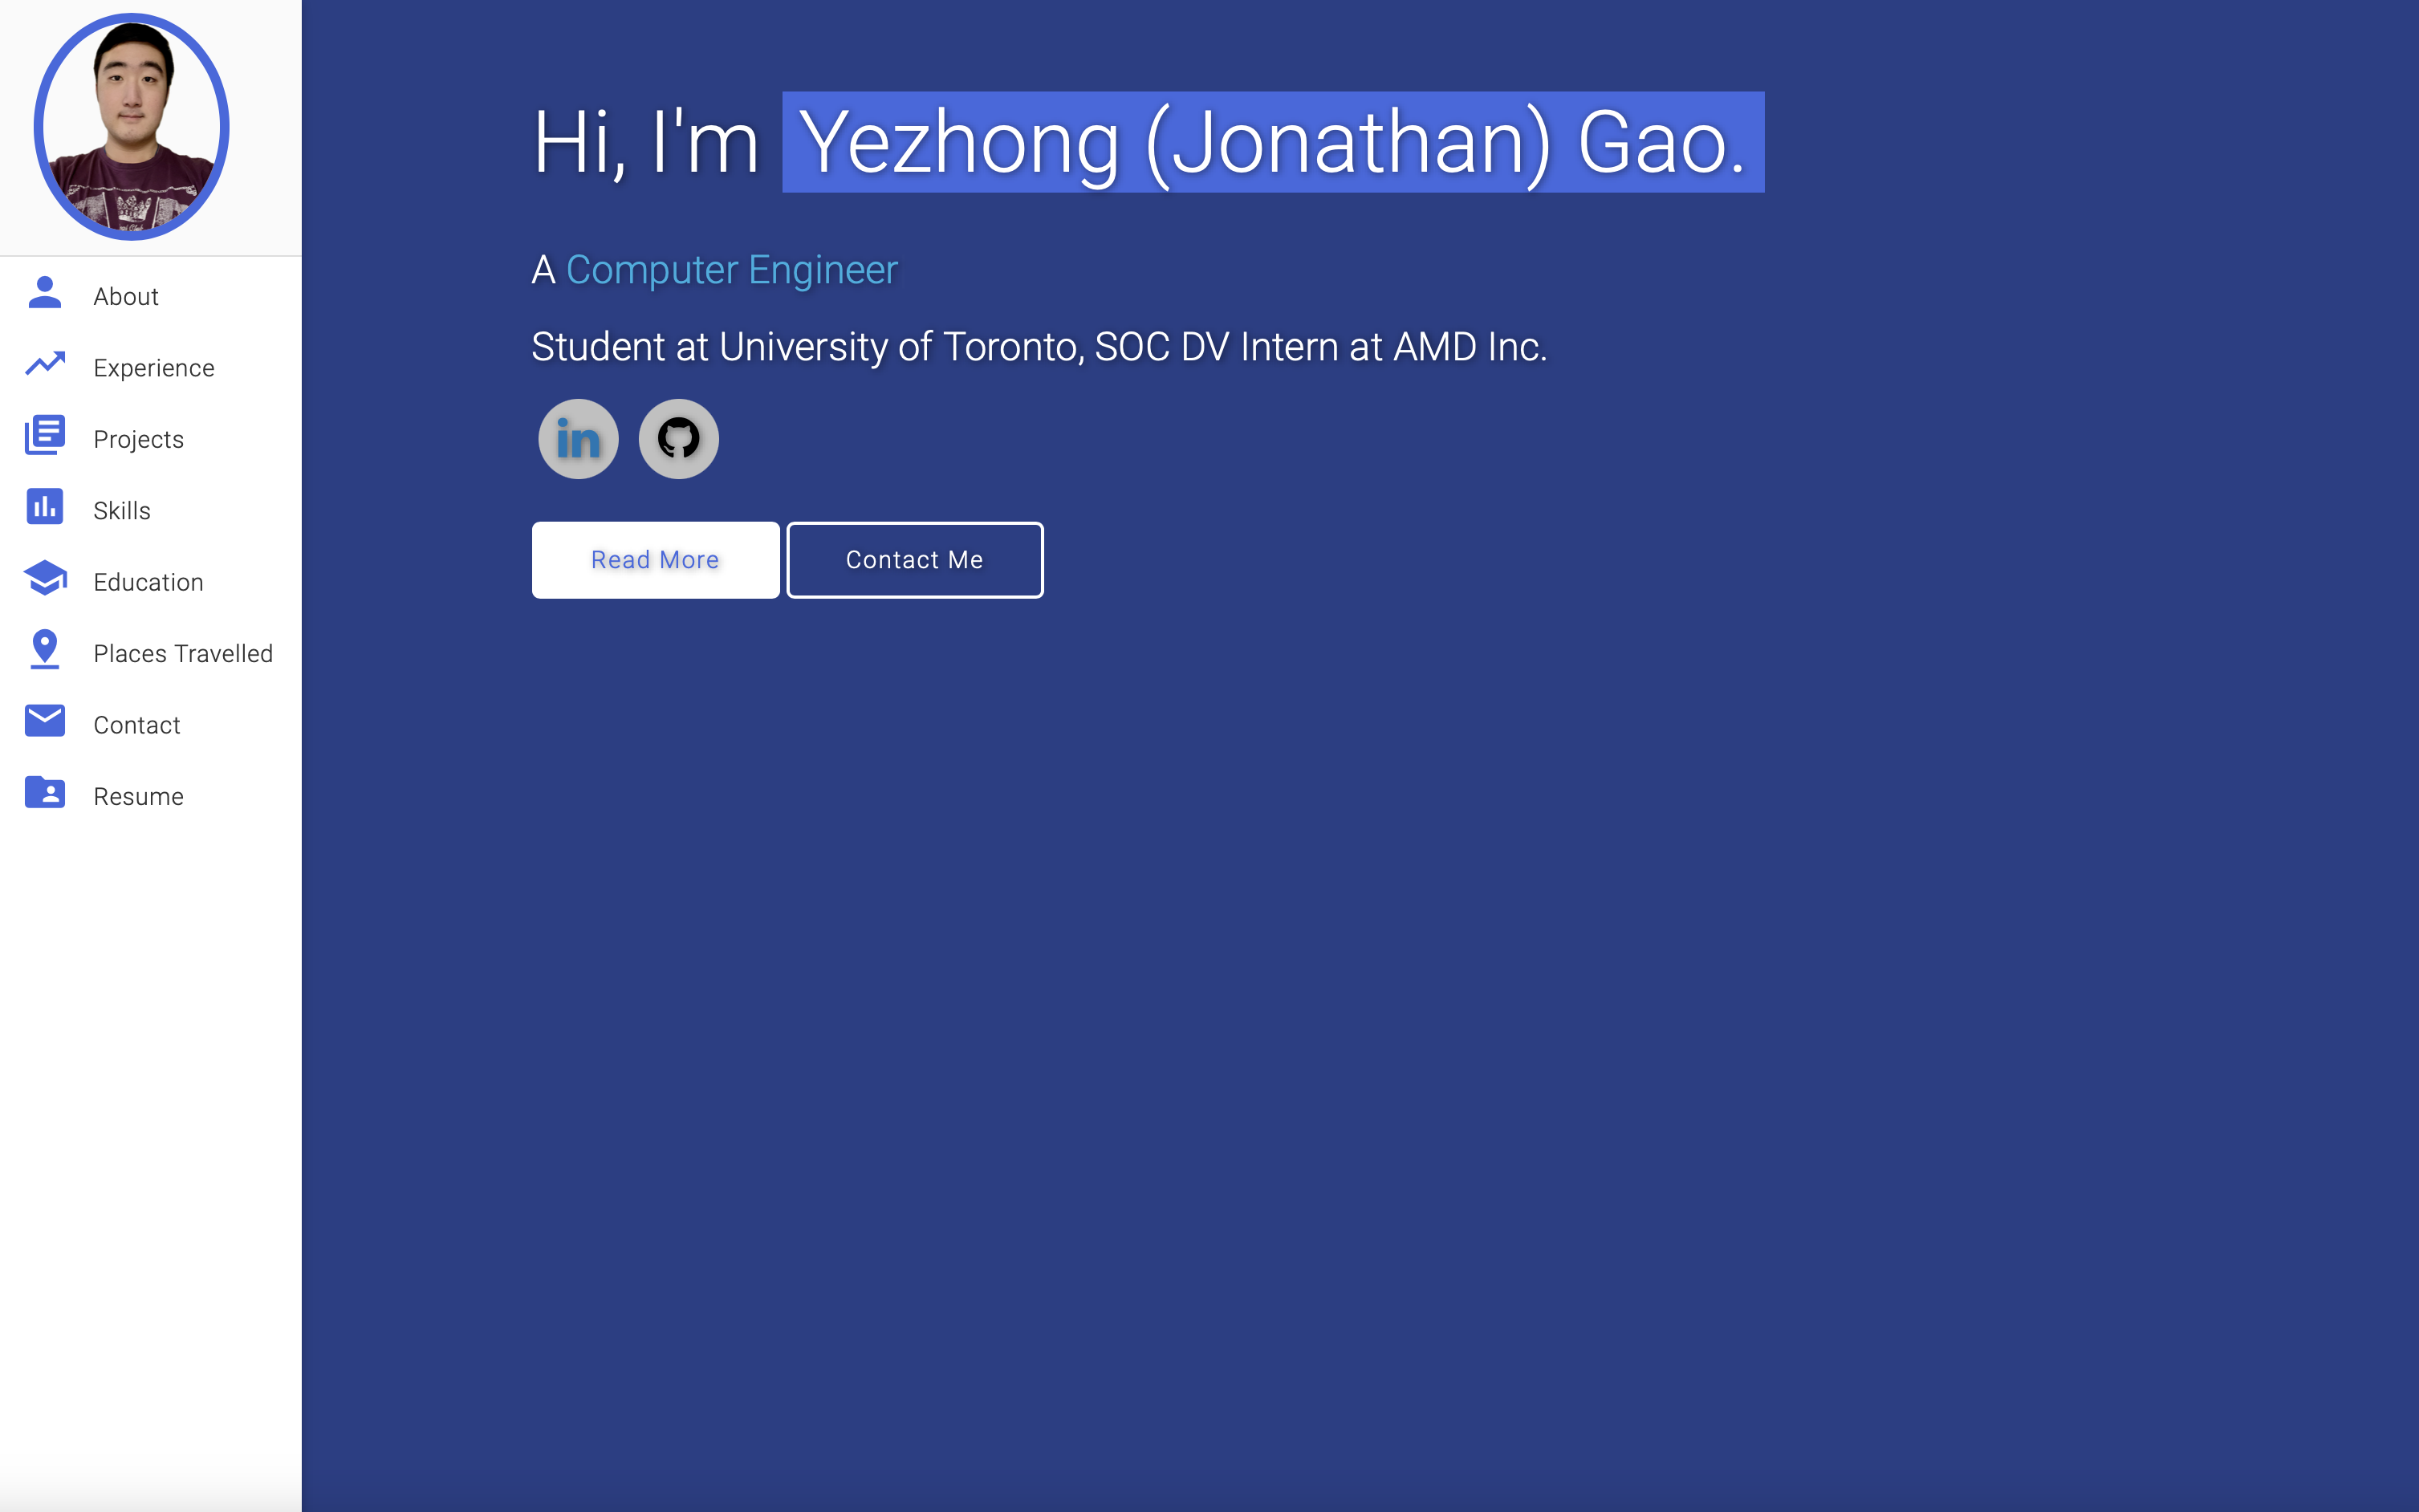 About
Experience
Projects
Skills
Education
Places Travelled
Contact
Resume
Hi, I'm Yezhong (Jonathan) Gao.
A Computer Engineer
Student at University of Toronto, SOC DV Intern at AMD Inc.
in
Read More
Contact Me